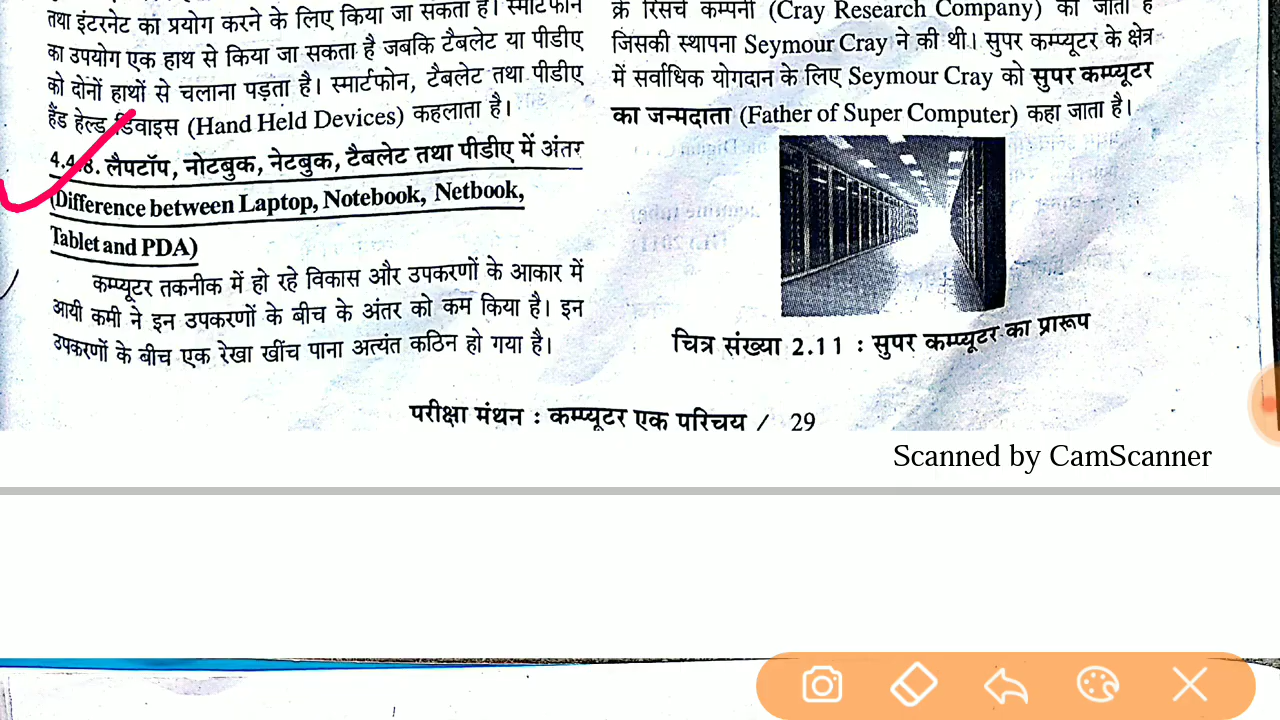 तथा इंटरनेट का प्रयोग करने के लिए किया जा सकता है। स्मार्टफोन
का उपयोग एक हाथ से किया जा सकता है जबकि टैबलेट या पीडीए
को दोंनों हाथों से चलाना पड़ता है। स्मार्टफोन, टैबलेट तथा पीडीए
हैंड हेल्ड डिवाइस (Hand Held Devices) कहलाता है।
4.4.8. लैपटॉप, नोटबुक, नेटबुक, टैबलेट तथा पीडीए में अंतर
(Difference between Laptop, Notebook, Netbook,
Tablet and PDA)
कम्प्यूटर तकनीक में हो रहे विकास और उपकरणों के आकार में
आयी कमी ने इन उपकरणों के बीच के अंतर को कम किया है। इन
उपकरणों के बीच एक रेखा खींच पाना अत्यंत कठिन हो गया है।
क्रे रिसर्च कम्पनी (Cray Research Company) को जाता है
जिसकी स्थापना Seymour Cray ने की थी। सुपर कम्प्यूटर के क्षेत्र
में सर्वाधिक योगदान के लिए Seymour Cray को सुपर कम्प्यूटर
का जन्मदाता (Father of Super Computer) कहा जाता है।
चित्र संख्या 2.11 : सुपर कम्प्यूटर का प्रारूप
परीक्षा मंथन : कम्प्यूटर एक परिचय / 29
Scanned by CamScanner